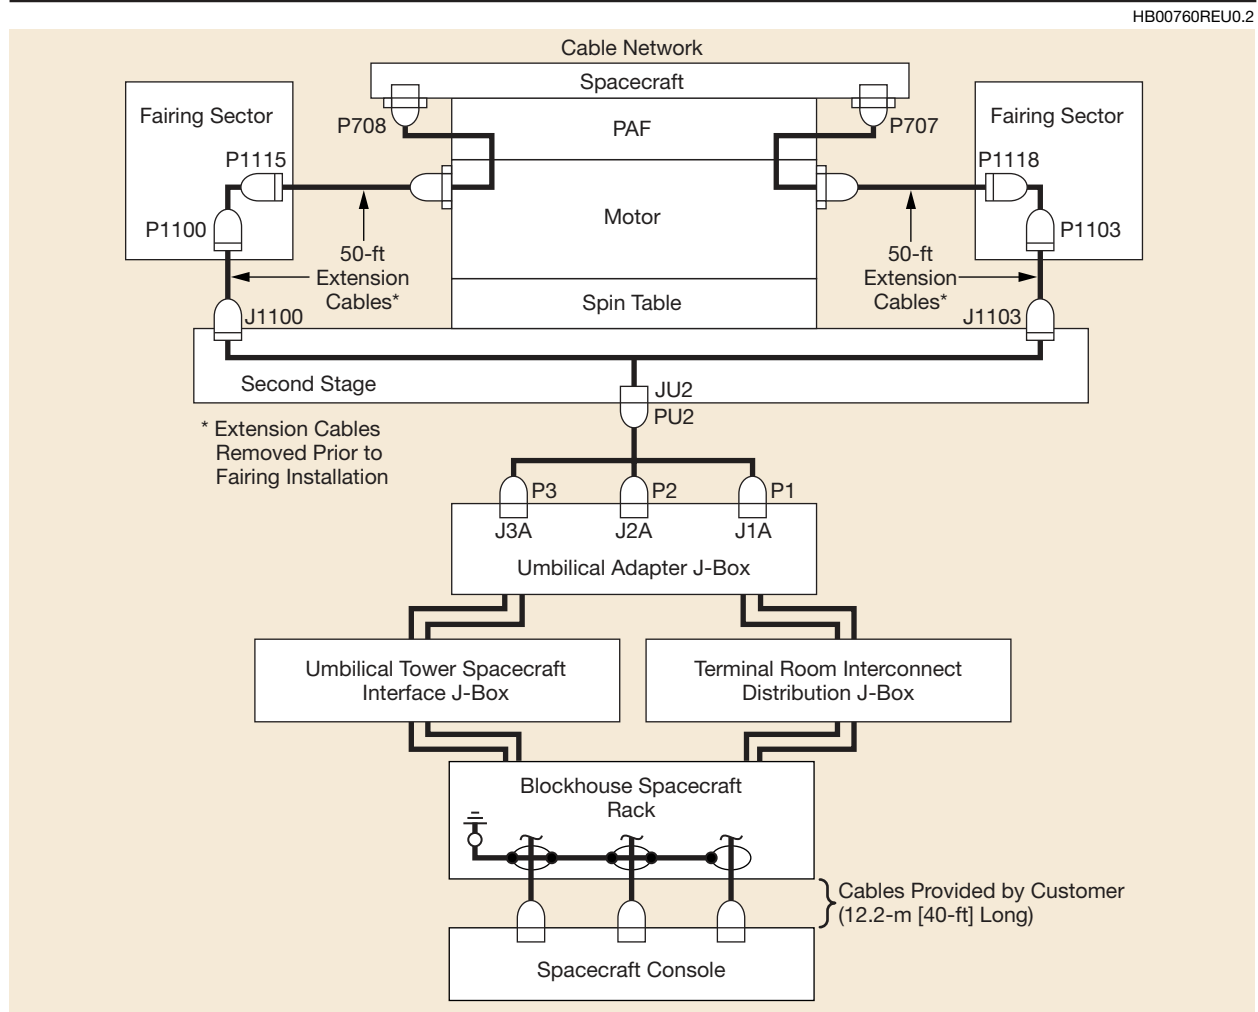 HB00760REU0.2
Cable Network
Spacecraft
Fairing Sector
Fairing Sector
P708
PAF
P707
P1115
P1118
Motor
P1100
P1103
50-ft
Extension
Cables*
50-ft
Extension
Cables*
Spin Table
J1100
J1103
Second Stage
JU2
PU2
* Extension Cables
Removed Prior to
Fairing Installation
P3
P2
P1
J3A
J2A
J1A
Umbilical Adapter J-Box
Umbilical Tower Spacecraft
Interface J-Box
Terminal Room Interconnect
Distribution J-Box
Blockhouse Spacecraft
Rack
Cables Provided by Customer
(12.2-m [40-ft] Long)
Spacecraft Console